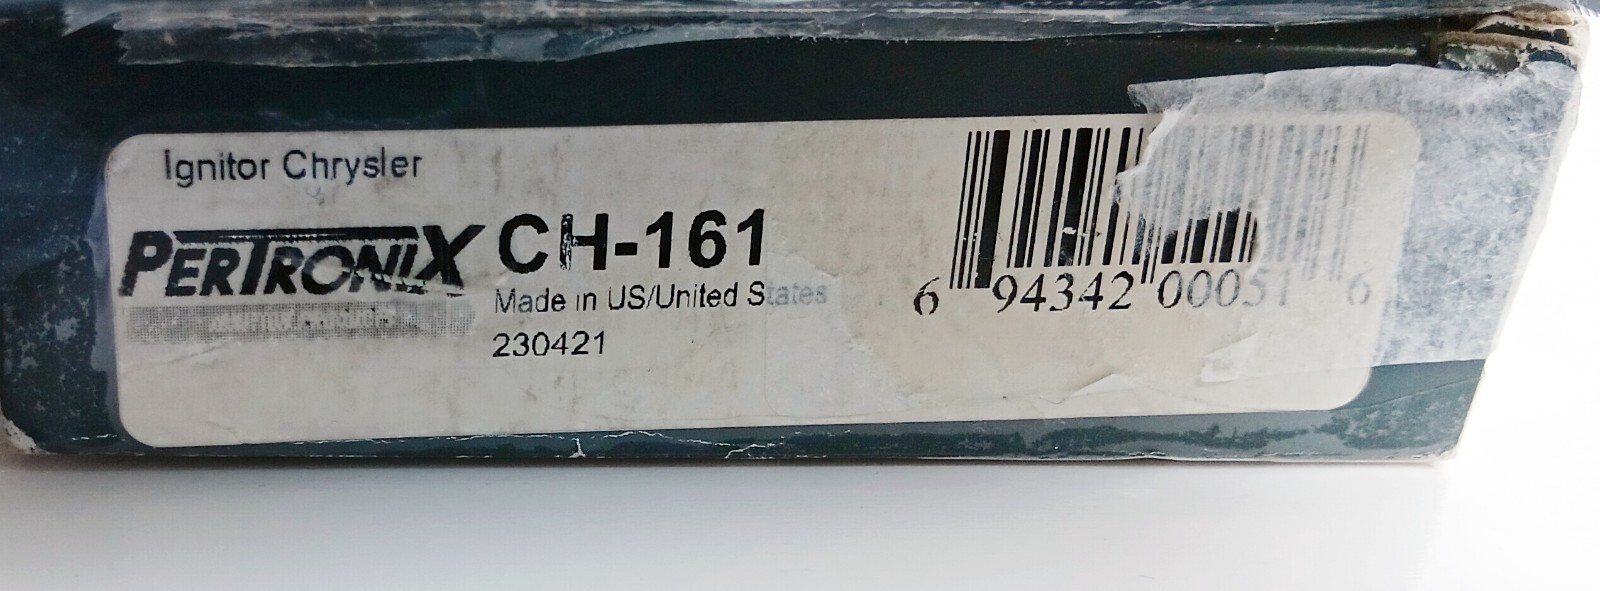 Ignitor Chrysler
PERTRONIX
CH-161
Made in US/United States
230421
6 94342 00051 6